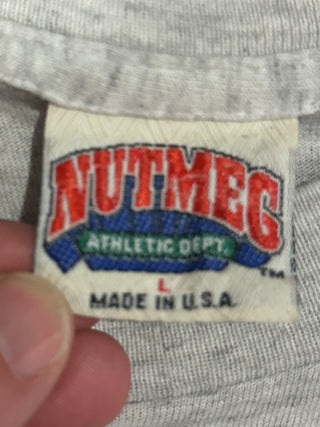 NUTMEG
ATHLETIC DEPT.
TM
L
MADE IN U.S.A.